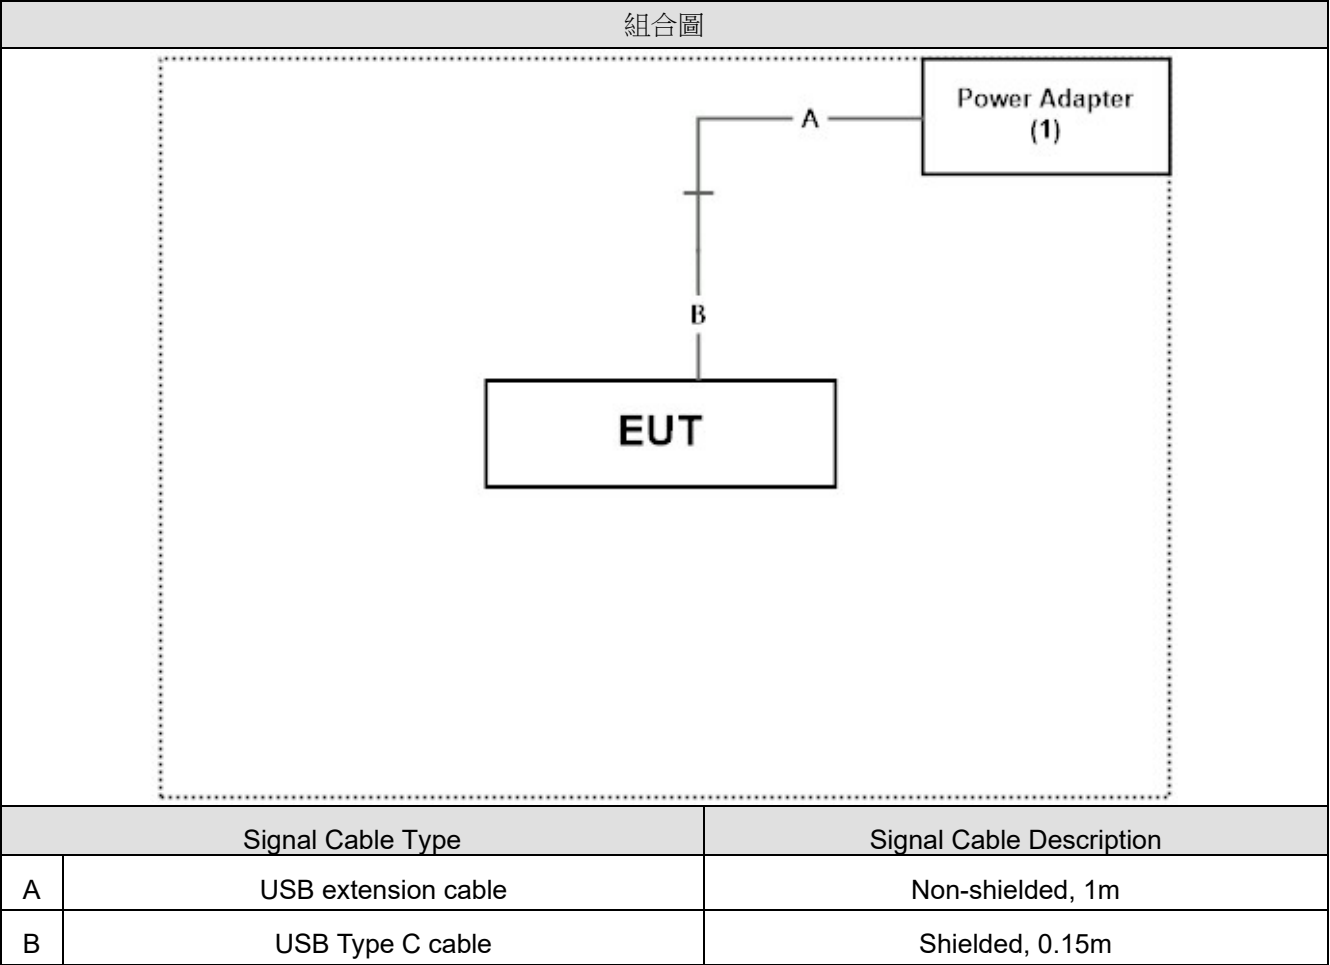 組合圖
Power Adapter
(1)
A
B
EUT
Signal Cable Type Signal Cable Description
A USB extension cable Non-shielded, 1m
B USB Type C cable Shielded, 0.15m